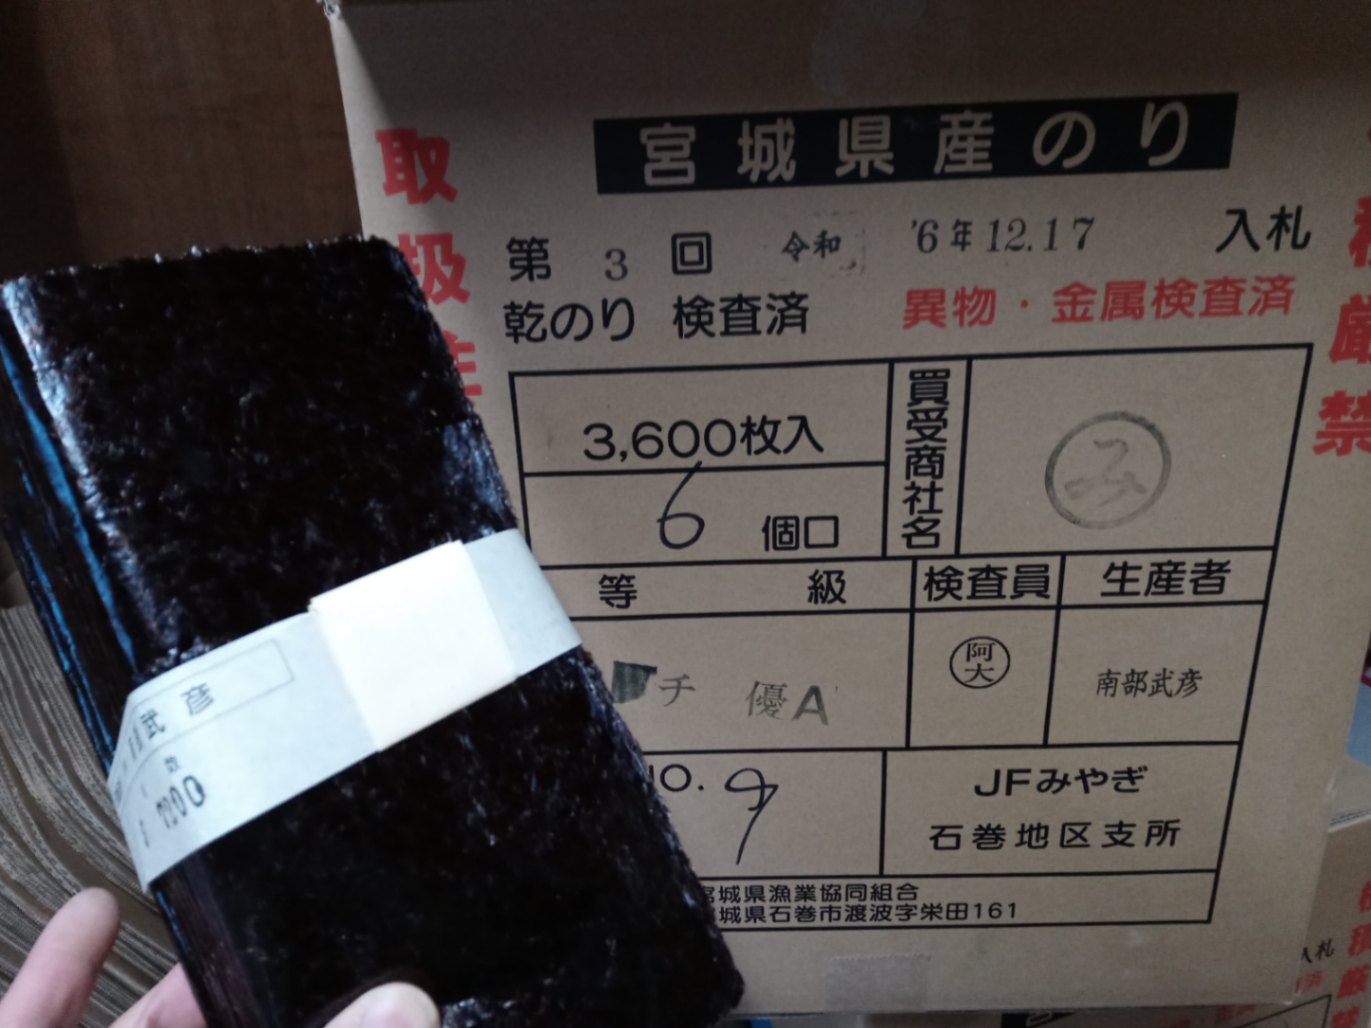 宮城県産のり
取扱注
第 3 回 令和 '6年12.17 入札
乾のり 検査済 異物・金属検査済
厳禁
3,600枚入
6 個口
買受商社名
み
等 級
検査員
生産者
チ 優A
阿大
南部武彦
武彦
数
O. 9
JFみやぎ
石巻地区支所
宮城県漁業協同組合
城県石巻市渡波字栄田161
入札